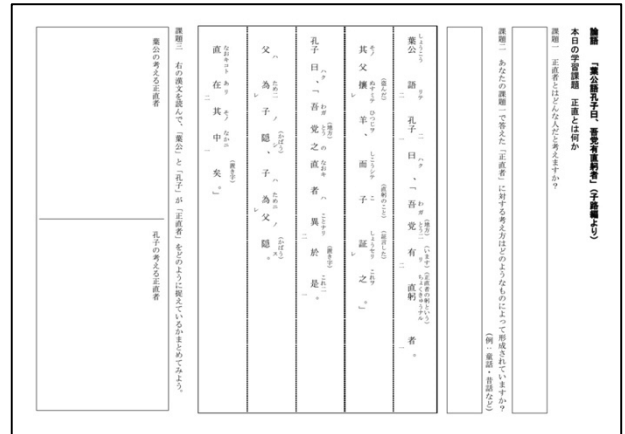 論語　「葉公語孔子曰、吾党有直躬者」(子路編より)
本日の学習課題　正直とは何か
課題一　正直者とはどんな人だと考えますか？
課題二　あなたの課題一で答えた「正直者」に対する考え方はどのようなものによって形成されていますか？
(例：童話・昔話など)
葉公語孔子曰、「吾党有直躬者。
其父攘羊、而子証之。」
孔子曰、「吾党之直者異於是。
父為子隠、子為父隠。
直在其中矣。」
課題三　右の漢文を読んで、「葉公」と「孔子」が「正直者」をどのように捉えているかまとめてみよう。
葉公の考える正直者
孔子の考える正直者